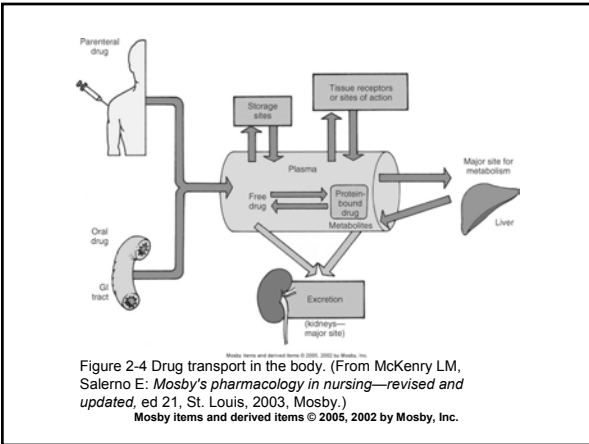 Parenteral
drug
Storage
sites
Tissue receptors
or sites of action
Plasma
Free
drug
Protein-
bound
drug
Metabolites
Major site for
metabolism
Liver
Oral
drug
GI
tract
Excretion
(kidneys—
major site)
Mosby items and derived items © 2005, 2002 by Mosby, Inc.
Figure 2-4 Drug transport in the body. (From McKenry LM,
Salerno E: Mosby's pharmacology in nursing—revised and
updated, ed 21, St. Louis, 2003, Mosby.)
Mosby items and derived items © 2005, 2002 by Mosby, Inc.